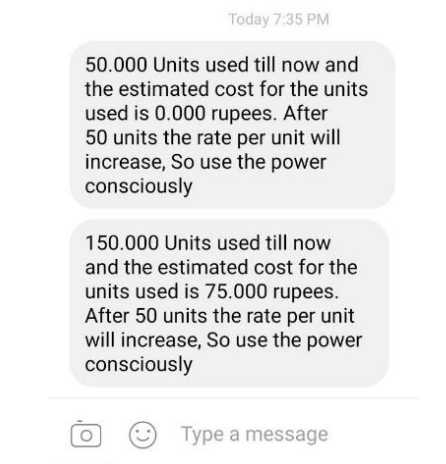 Today 7:35 PM
50.000 Units used till now and
the estimated cost for the units
used is 0.000 rupees. After
50 units the rate per unit will
increase, So use the power
consciously
150.000 Units used till now
and the estimated cost for the
units used is 75.000 rupees.
After 50 units the rate per unit
will increase, So use the power
consciously
Type a message